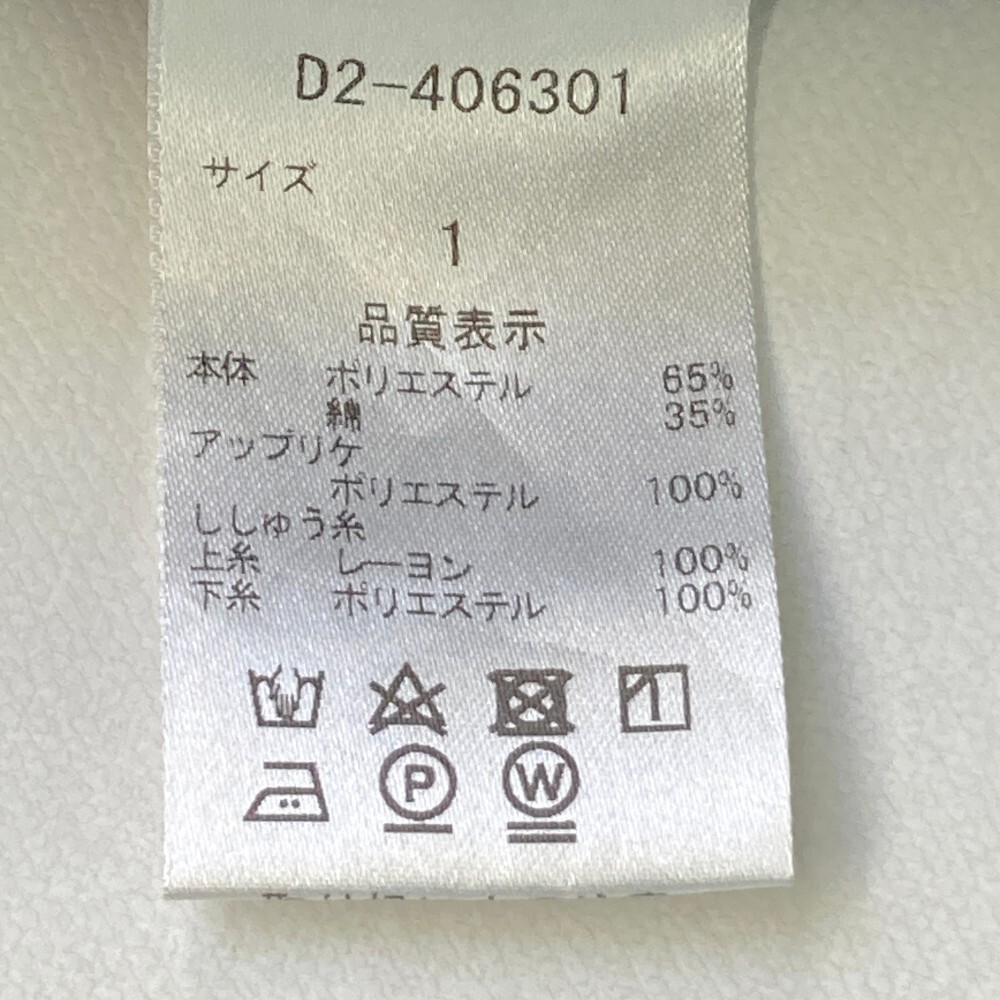 D2-406301
サイズ
1
品質表示
本体 ポリエステル 65%
綿 35%
アップリケ
ポリエステル 100%
ししゅう糸
上糸 レーヨン 100%
下糸 ポリエステル 100%
P W